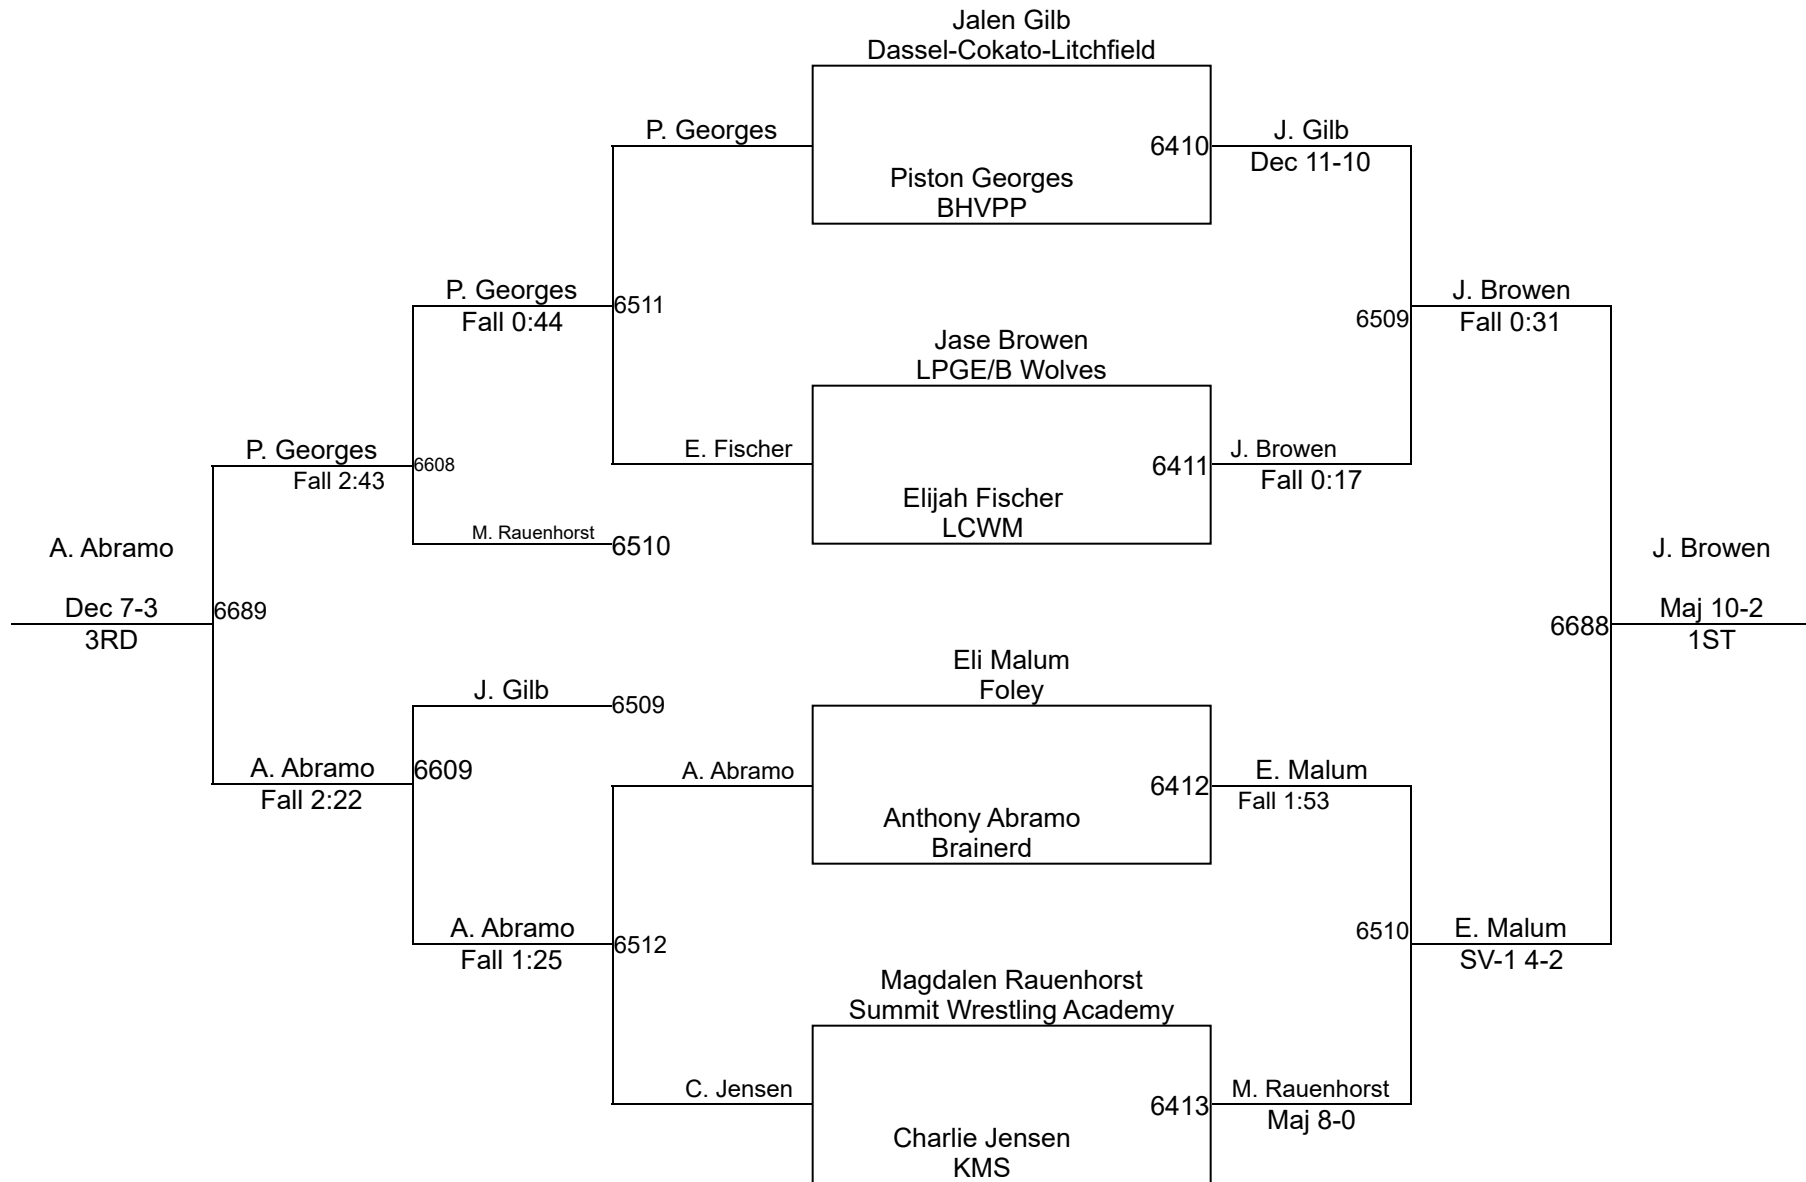 Jalen Gilb
Dassel-Cokato-Litchfield
P. Georges
6410
J. Gilb
Dec 11-10
Piston Georges
BHVPP
P. Georges
Fall 0:44
6511
6509
J. Browen
Fall 0:31
Jase Browen
LPGE/B Wolves
P. Georges
Fall 2:43
6608
E. Fischer
6411
J. Browen
Fall 0:17
Elijah Fischer
LCWM
M. Rauenhorst
6510
A. Abramo
Dec 7-3
3RD
6689
J. Browen
6688
Maj 10-2
1ST
Eli Malum
Foley
J. Gilb
6509
A. Abramo
Fall 2:22
6609
A. Abramo
6412
E. Malum
Fall 1:53
Anthony Abramo
Brainerd
A. Abramo
Fall 1:25
6512
6510
E. Malum
SV-1 4-2
Magdalen Rauenhorst
Summit Wrestling Academy
C. Jensen
6413
M. Rauenhorst
Maj 8-0
Charlie Jensen
KMS